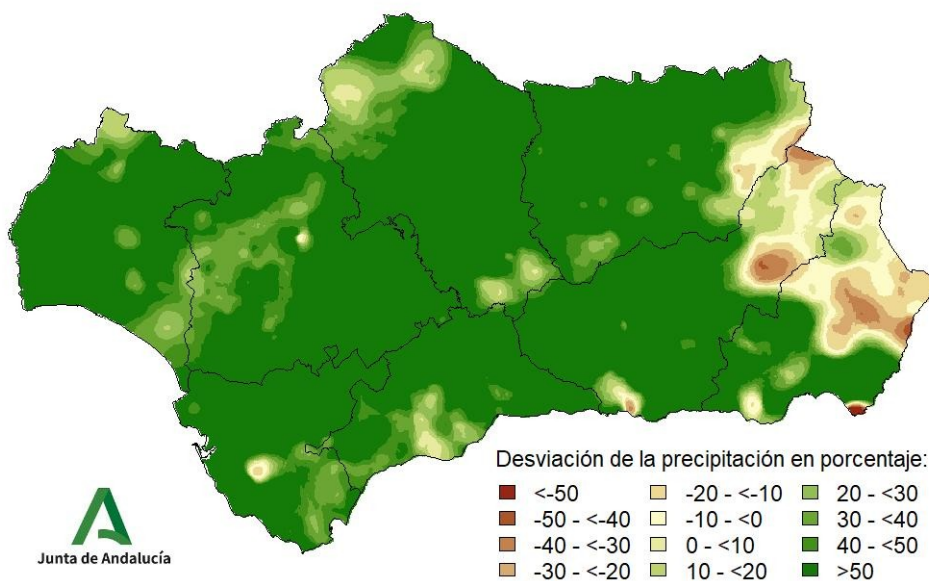 Desviación de la precipitación en porcentaje:
<-50
-50 - <-40
-40 - <-30
-30 - <-20
-20 - <-10
-10 - <0
0 - <10
10 - <20
20 - <30
30 - <40
40 - <50
>50
Junta de Andalucía